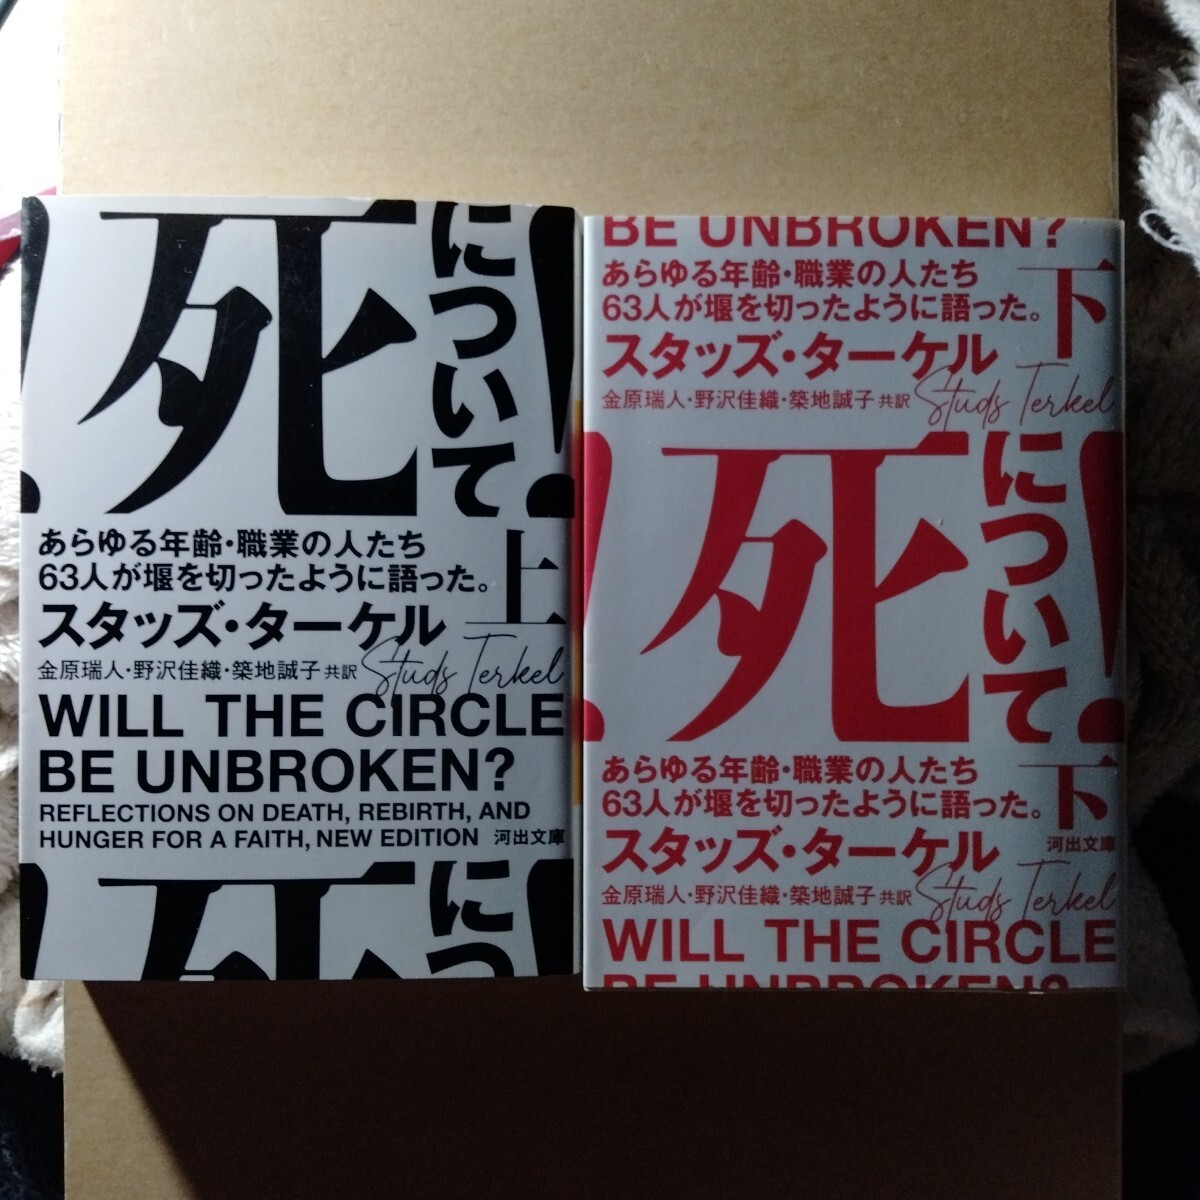 死について!
上
あらゆる年齢・職業の人たち
63人が堰を切ったように語った。
スタッズ・ターケル
金原瑞人・野沢佳織・築地誠子 共訳
Studs Terkel
WILL THE CIRCLE
BE UNBROKEN?
REFLECTIONS ON DEATH, REBIRTH, AND
HUNGER FOR A FAITH, NEW EDITION 河出文庫
死について!
BE UNBROKEN?
あらゆる年齢・職業の人たち
63人が堰を切ったように語った。
下
スタッズ・ターケル
金原瑞人・野沢佳織・築地誠子 共訳
Studs Terkel
死について!
あらゆる年齢・職業の人たち
63人が堰を切ったように語った。
下
河出文庫
スタッズ・ターケル
金原瑞人・野沢佳織・築地誠子 共訳
Studs Terkel
WILL THE CIRCLE
BE UNBROKEN?